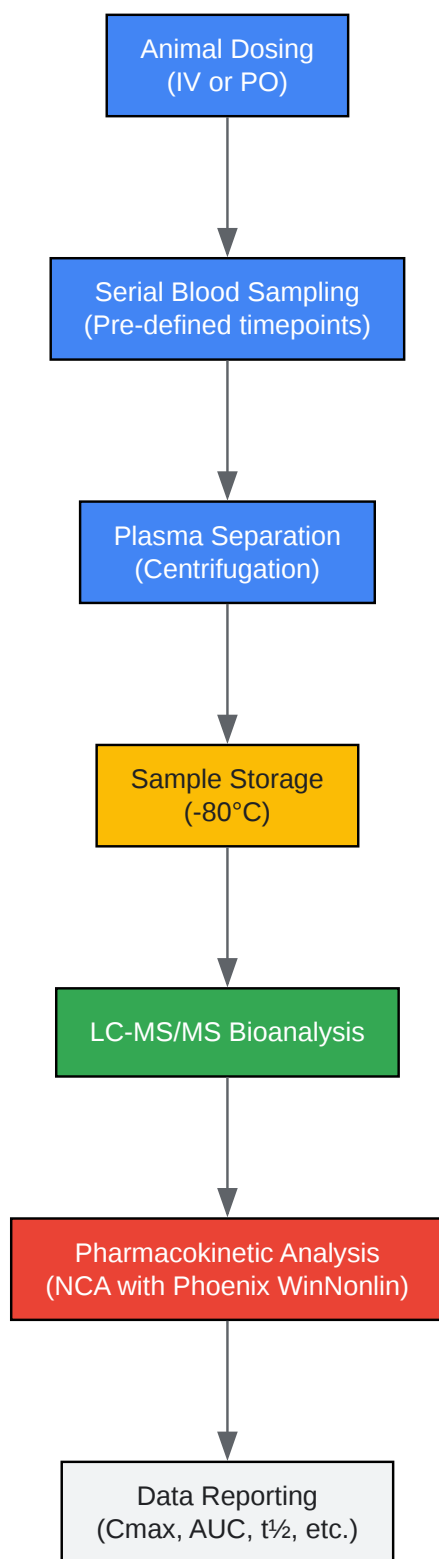 Animal Dosing
(IV or PO)
Serial Blood Sampling
(Pre-defined timepoints)
Plasma Separation
(Centrifugation)
Sample Storage
(-80°C)
LC-MS/MS Bioanalysis
Pharmacokinetic Analysis
(NCA with Phoenix WinNonlin)
Data Reporting
(Cmax, AUC, t½, etc.)